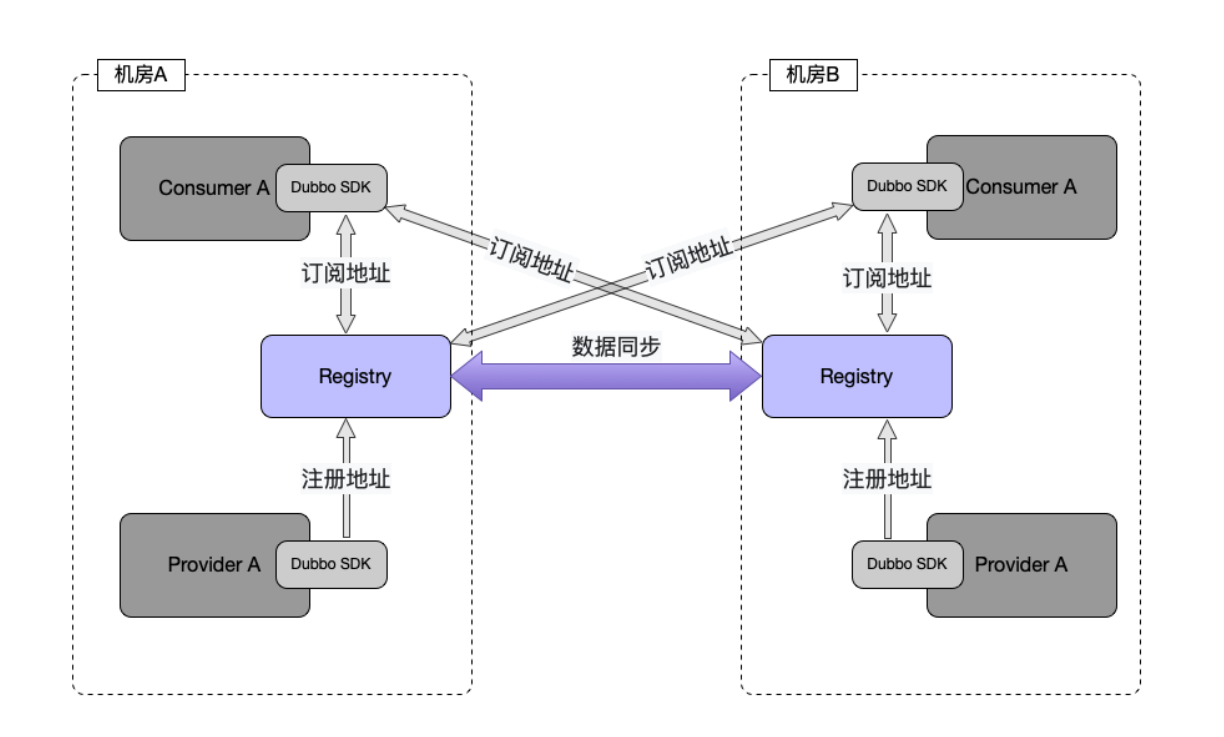 机房A
机房B
Consumer A
Dubbo SDK
Dubbo SDK
Consumer A
订阅地址
订阅地址
订阅地址
订阅地址
数据同步
Registry
Registry
注册地址
注册地址
Provider A
Dubbo SDK
Dubbo SDK
Provider A